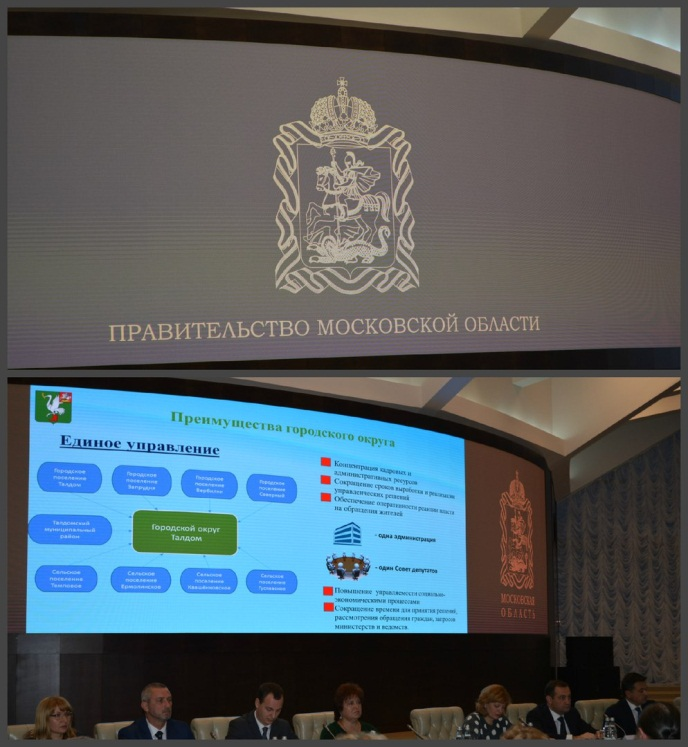 ПРАВИТЕЛЬСТВО МОСКОВСКОЙ ОБЛАСТИ
Преимущества городского округа
Единое управление
Городское
поселение
Талдом
Городское
поселение
Запрудня
Городское
поселение
Вербилки
Городское
поселение
Северный
Талдомский
муниципальный
район
Городской округ
Талдом
Сельское
поселение
Темповое
Сельское
поселение
Ермолинское
Сельское
поселение
Квашёнковское
Сельское
поселение
Гуслевское
Концентрация кадровых и
административных ресурсов
Сокращение сроков выработки и реализации
управленческих решений
Обеспечение оперативности реакции власти
на обращения жителей
- одна администрация
- один Совет депутатов
Повышение управляемости социально-
экономическими процессами
Сокращение времени для принятия решений,
рассмотрения обращений граждан, запросов
министерств и ведомств.
МОСКОВСКАЯ
ОБЛАСТЬ